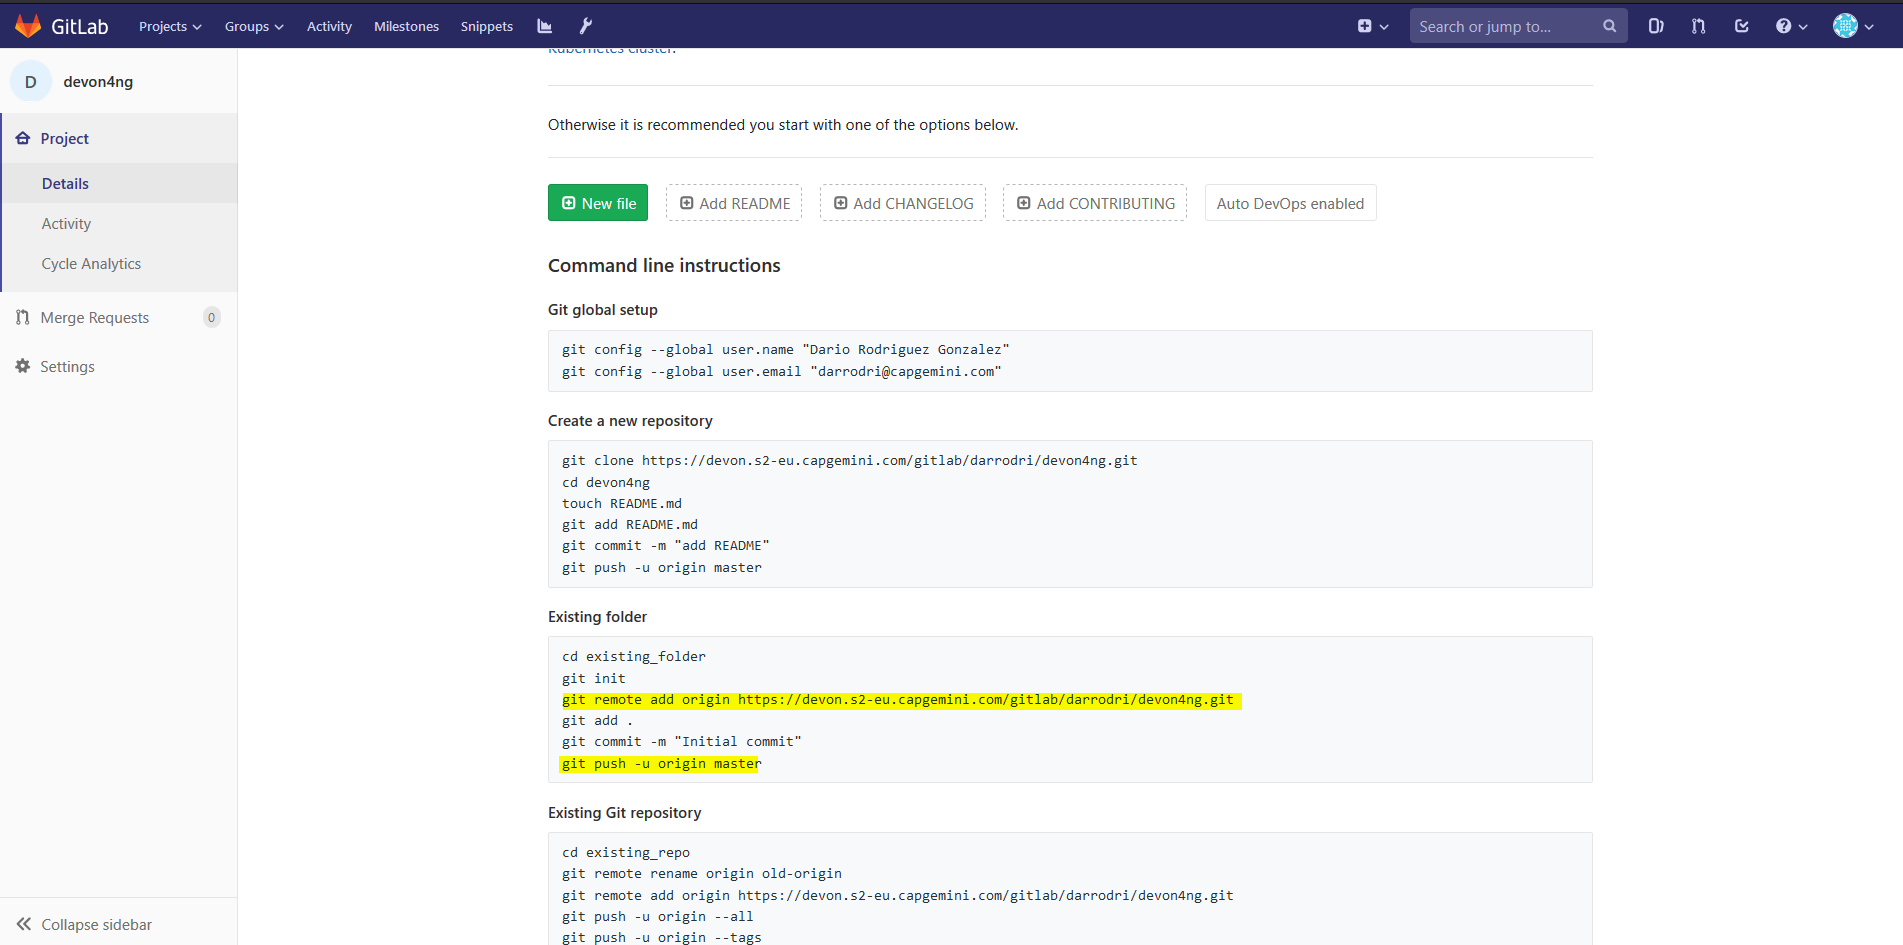 GitLab Projects Groups Activity Milestones Snippets Search or jump to...
D devon4ng
Project
Details
Activity
Cycle Analytics
Merge Requests 0
Settings
Collapse sidebar
Kubernetes cluster.
Otherwise it is recommended you start with one of the options below.
New file Add README Add CHANGELOG Add CONTRIBUTING Auto DevOps enabled
Command line instructions
Git global setup
git config --global user.name "Dario Rodriguez Gonzalez"
git config --global user.email "darrodri@capgemini.com"
Create a new repository
git clone https://devon.s2-eu.capgemini.com/gitlab/darrodri/devon4ng.git
cd devon4ng
touch README.md
git add README.md
git commit -m "add README"
git push -u origin master
Existing folder
cd existing_folder
git init
git remote add origin https://devon.s2-eu.capgemini.com/gitlab/darrodri/devon4ng.git
git add .
git commit -m "Initial commit"
git push -u origin master
Existing Git repository
cd existing_repo
git remote rename origin old-origin
git remote add origin https://devon.s2-eu.capgemini.com/gitlab/darrodri/devon4ng.git
git push -u origin --all
git push -u origin --tags